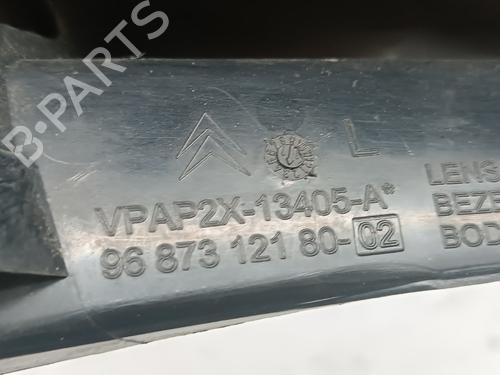 B-PARTS
L
VPAP2X-13405-A*
96 873 121 80-02
LENS
BEZE
BOD